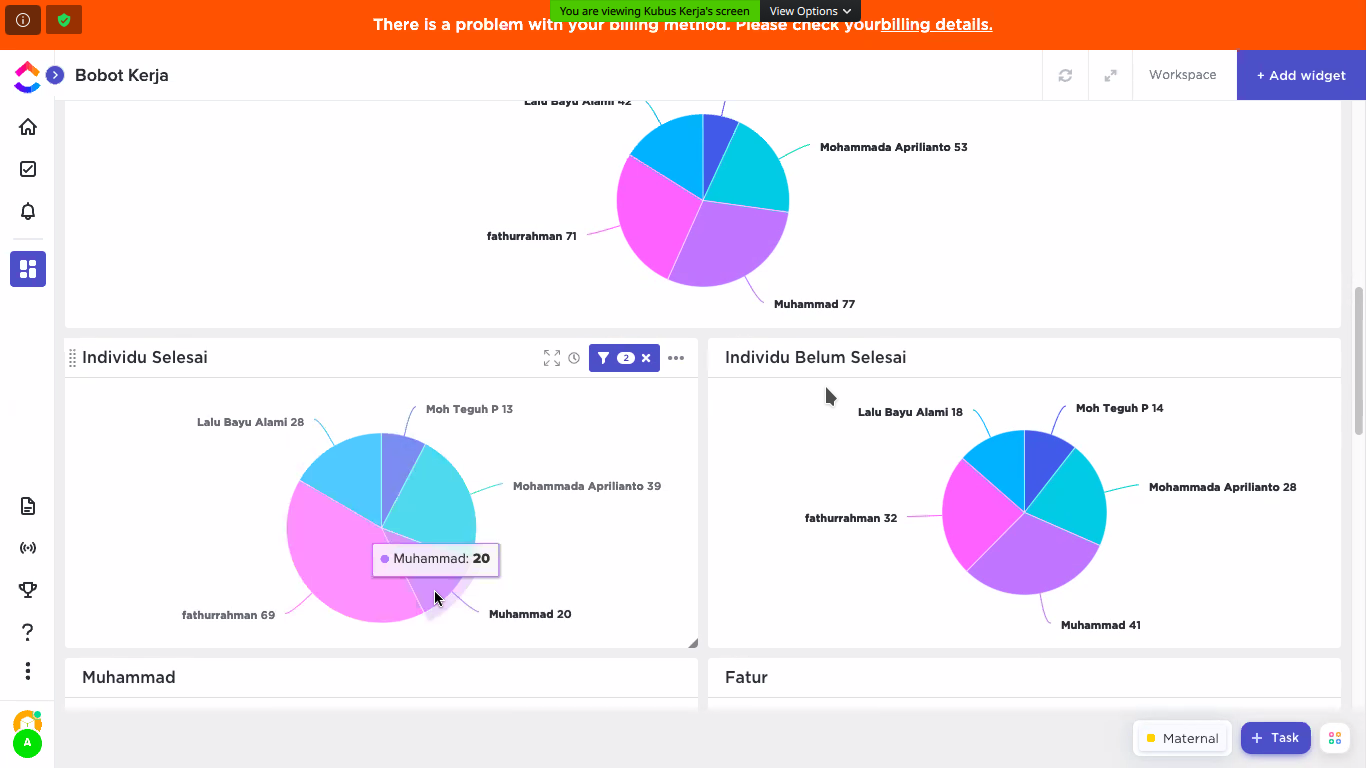 You are viewing Kubus Kerja's screen
View Options
There is a problem with your billing method. Please check your billing details.
Bobot Kerja
Workspace
+ Add widget
Lalu Bayu Alami 42
Mohammada Aprilianto 53
fathurrahman 71
Muhammad 77
Individu Selesai
2
Individu Belum Selesai
Moh Teguh P 13
Lalu Bayu Alami 28
Mohammada Aprilianto 39
Muhammad: 20
fathurrahman 69
Muhammad 20
Moh Teguh P 14
Lalu Bayu Alami 18
Mohammada Aprilianto 28
fathurrahman 32
Muhammad 41
Muhammad
Fatur
A
Maternal
+ Task